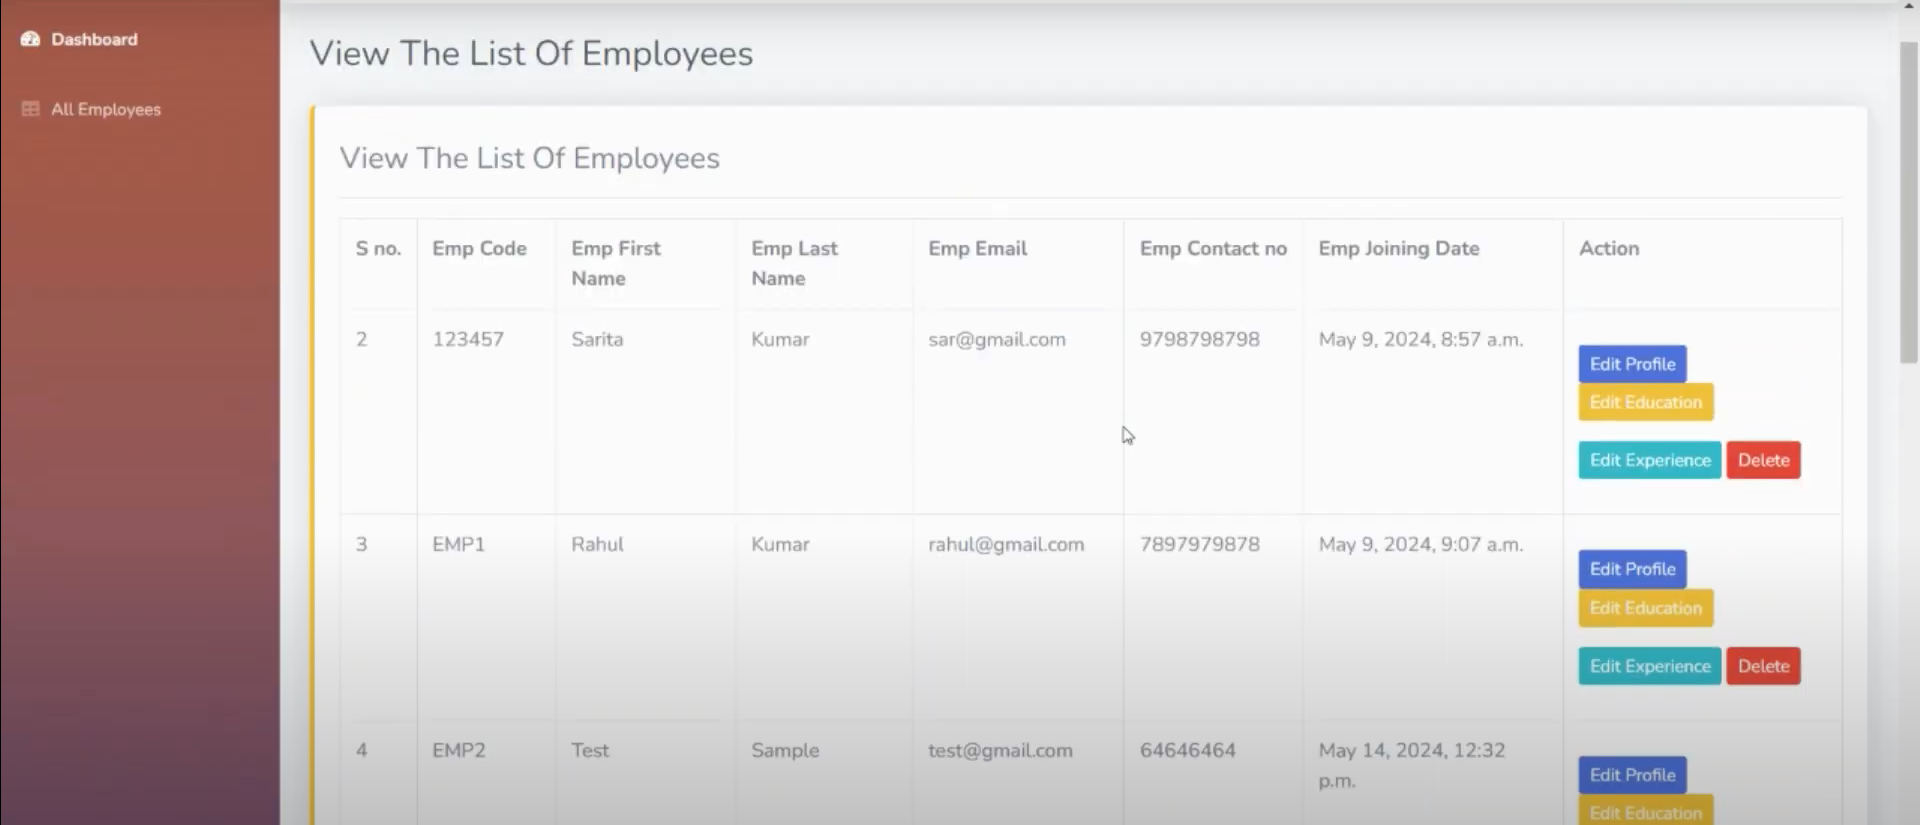 Dashboard
All Employees
View The List Of Employees
View The List Of Employees
S no. Emp Code Emp First Name Emp Last Name Emp Email Emp Contact no Emp Joining Date Action
2 123457 Sarita Kumar sar@gmail.com 9798798798 May 9, 2024, 8:57 a.m.
Edit Profile
Edit Education
Edit Experience Delete
3 EMP1 Rahul Kumar rahul@gmail.com 7897979878 May 9, 2024, 9:07 a.m.
Edit Profile
Edit Education
Edit Experience Delete
4 EMP2 Test Sample test@gmail.com 64646464 May 14, 2024, 12:32 p.m.
Edit Profile
Edit Education